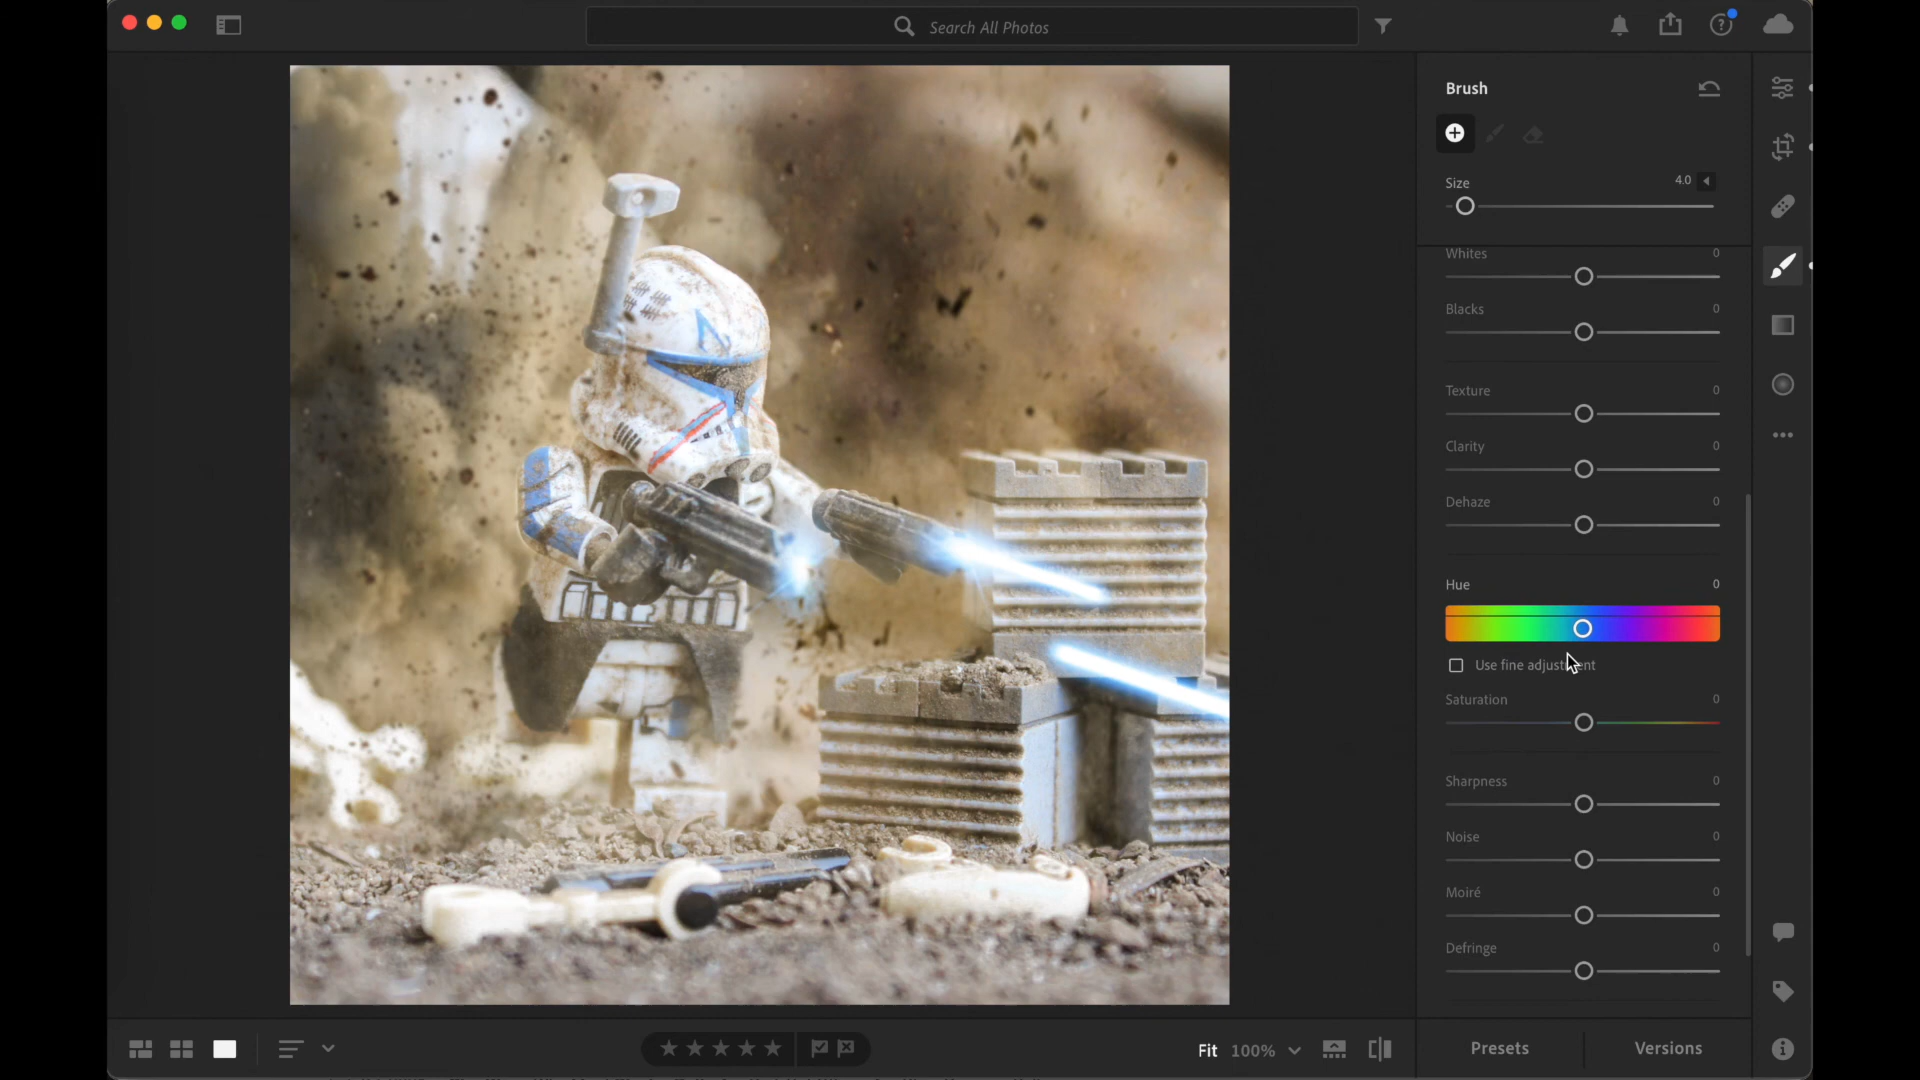 Search All Photos
Brush
Size 4.0
Whites 0
Blacks 0
Texture 0
Clarity 0
Dehaze 0
Hue 0
Use fine adjustment
Saturation 0
Sharpness 0
Noise 0
Moiré 0
Defringe 0
Fit 100%
Presets
Versions